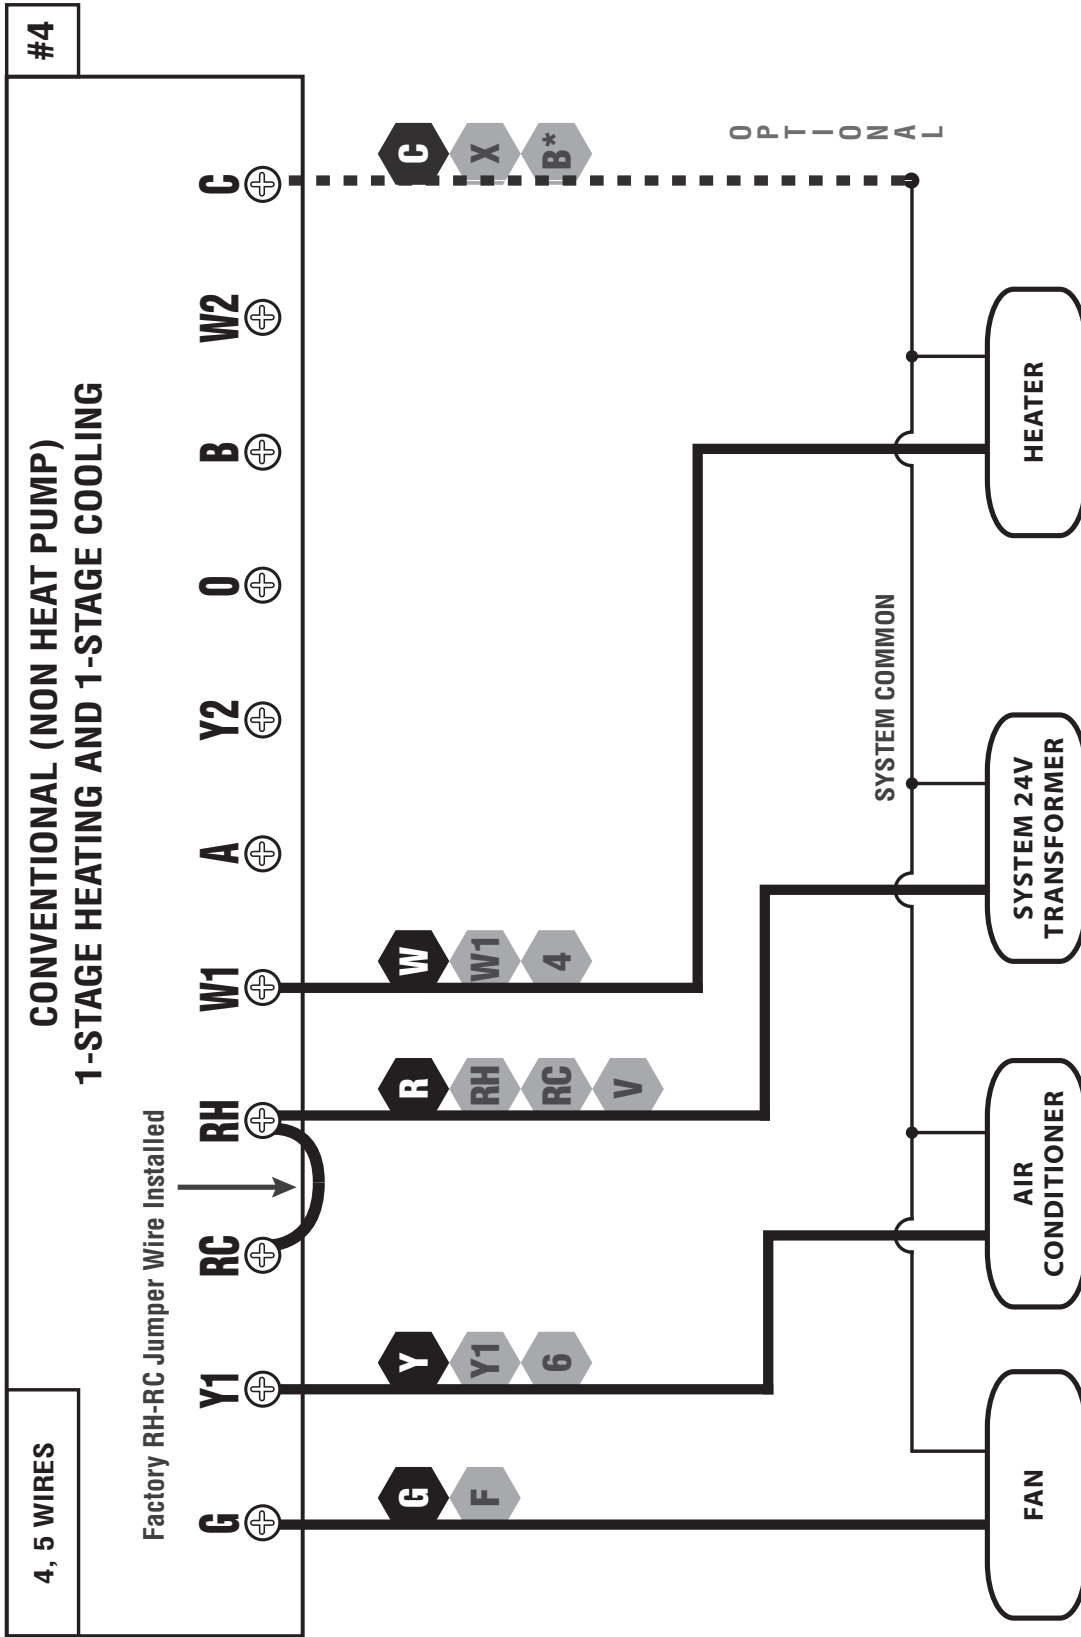 4, 5 WIRES
#4
CONVENTIONAL (NON HEAT PUMP)
1-STAGE HEATING AND 1-STAGE COOLING
Factory RH-RC Jumper Wire Installed
G Y1 RC RH W1 A Y2 O B W2 C
G Y R W C
F Y1 RH W1 X
6 RC 4 B*
V
OPTIONAL
SYSTEM COMMON
FAN
AIR
CONDITIONER
SYSTEM 24V
TRANSFORMER
HEATER